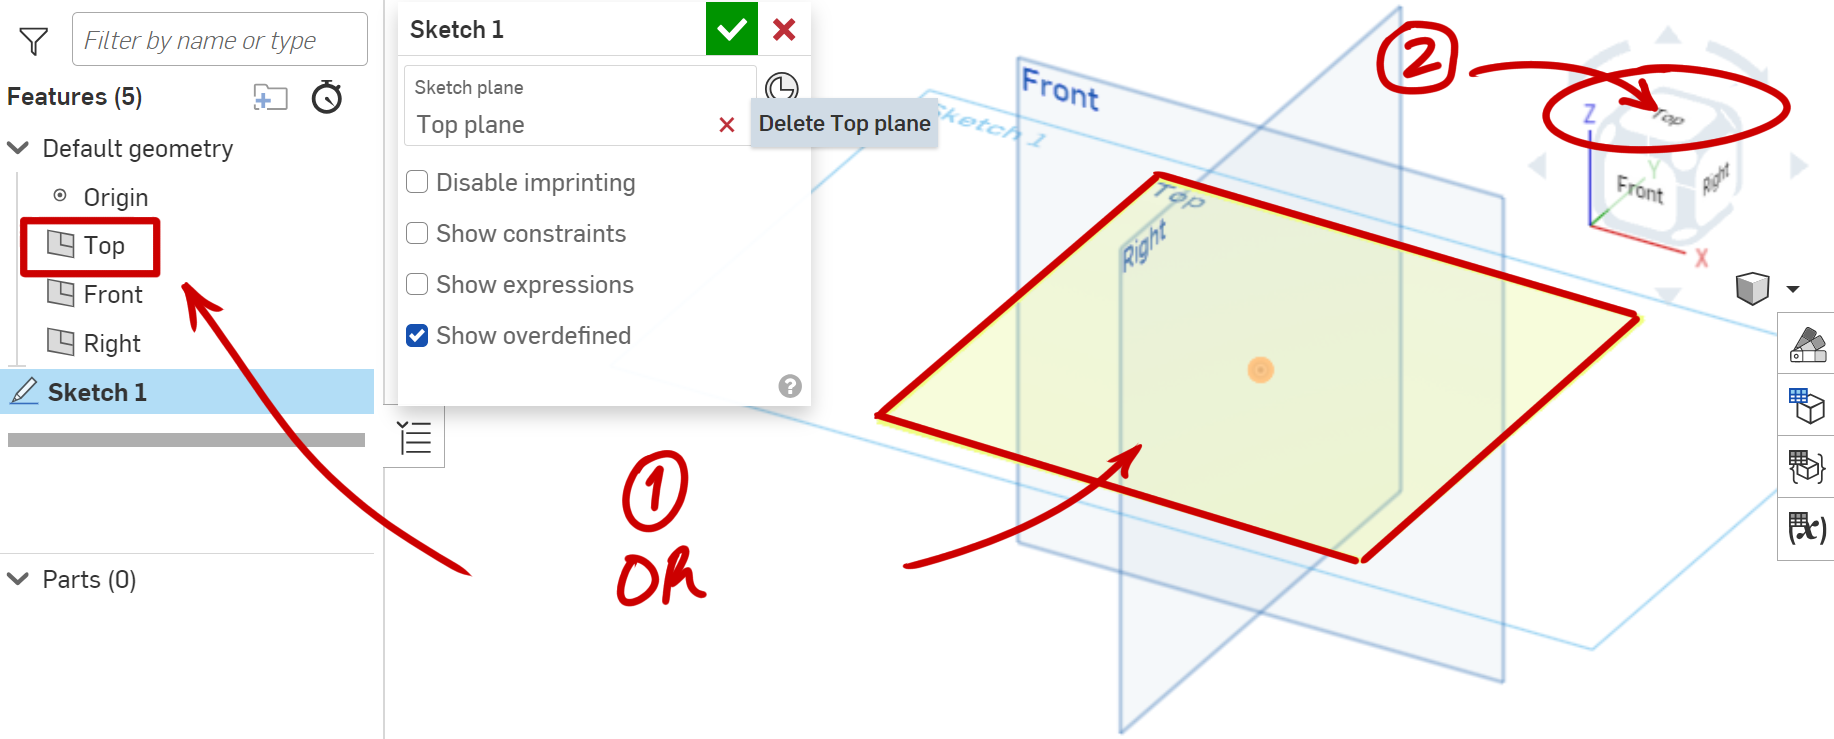 Filter by name or type
Features (5)
Default geometry
Origin
Top
Front
Right
Sketch 1
Parts (0)
Sketch 1
Sketch plane
Top plane
Delete Top plane
Disable imprinting
Show constraints
Show expressions
Show overdefined
?
1
OR
Front
Sketch 1
Top
Right
2
Z
Top
Y
Front
Right
X
(x)